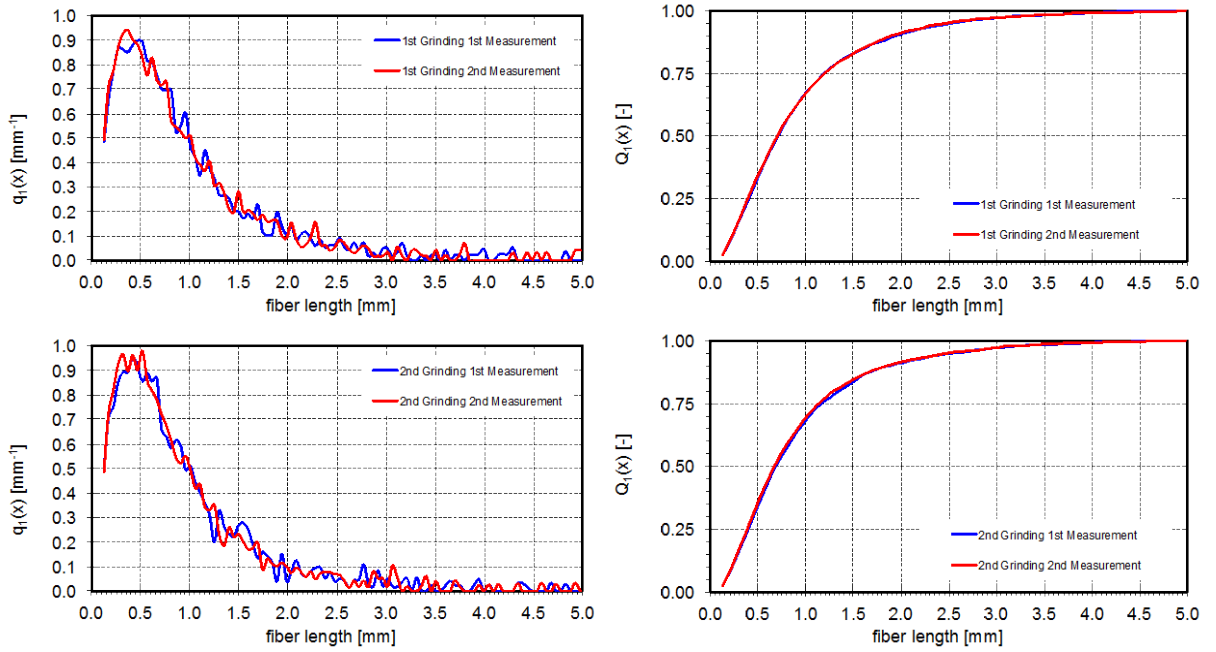 q₁(x) [mm⁻¹]
1.0
0.9
0.8
0.7
0.6
0.5
0.4
0.3
0.2
0.1
0.0
1st Grinding 1st Measurement
1st Grinding 2nd Measurement
0.0 0.5 1.0 1.5 2.0 2.5 3.0 3.5 4.0 4.5 5.0
fiber length [mm]
Q₁(x) [-]
1.00
0.75
0.50
0.25
0.00
1st Grinding 1st Measurement
1st Grinding 2nd Measurement
0.0 0.5 1.0 1.5 2.0 2.5 3.0 3.5 4.0 4.5 5.0
fiber length [mm]
q₁(x) [mm⁻¹]
1.0
0.9
0.8
0.7
0.6
0.5
0.4
0.3
0.2
0.1
0.0
2nd Grinding 1st Measurement
2nd Grinding 2nd Measurement
0.0 0.5 1.0 1.5 2.0 2.5 3.0 3.5 4.0 4.5 5.0
fiber length [mm]
Q₁(x) [-]
1.00
0.75
0.50
0.25
0.00
2nd Grinding 1st Measurement
2nd Grinding 2nd Measurement
0.0 0.5 1.0 1.5 2.0 2.5 3.0 3.5 4.0 4.5 5.0
fiber length [mm]